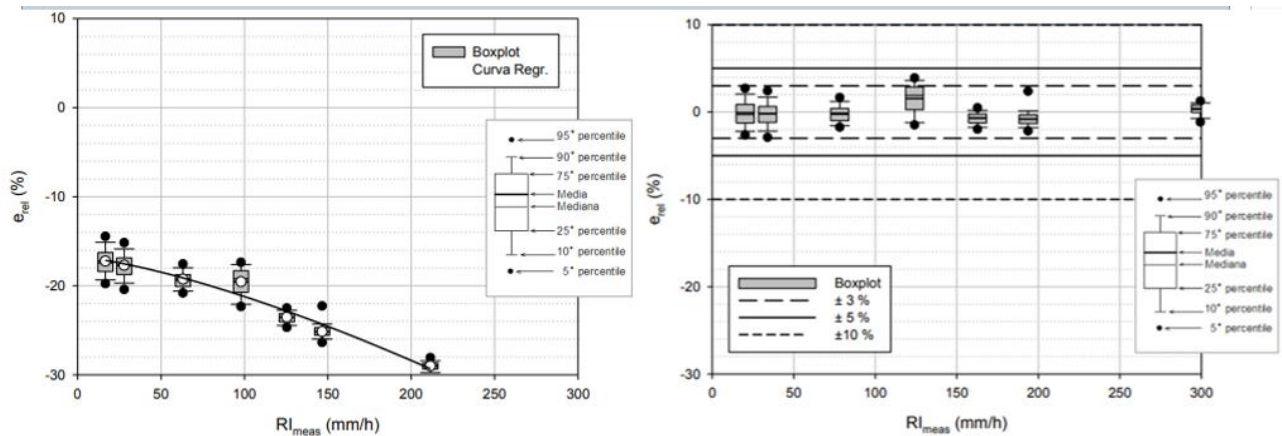 10
0
-10
-20
-30
e_rel (%)
0
50
100
150
200
250
300
RI_meas (mm/h)
Boxplot
Curva Regr.
95° percentile
90° percentile
75° percentile
Media
Mediana
25° percentile
10° percentile
5° percentile
10
0
-10
-20
-30
e_rel (%)
0
50
100
150
200
250
300
RI_meas (mm/h)
Boxplot
± 3 %
± 5 %
±10 %
95° percentile
90° percentile
75° percentile
Media
Mediana
25° percentile
10° percentile
5° percentile